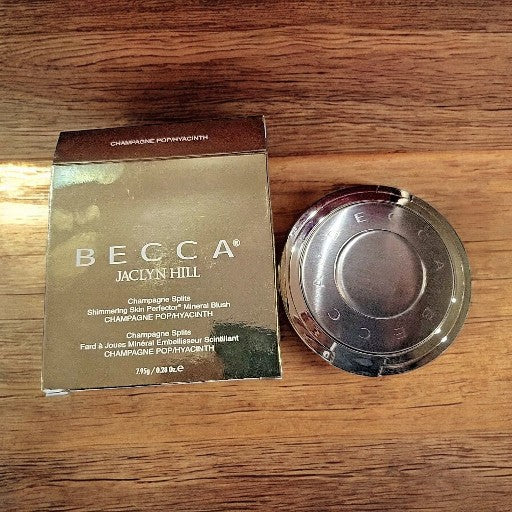 CHAMPAGNE POP/HYACINTH
BECCA®
JACLYN HILL
Champagne Splits
Shimmering Skin Perfector® Mineral Blush
CHAMPAGNE POP/HYACINTH
Champagne Splits
Fard à Joues Minéral Embellisseur Scintillant
CHAMPAGNE POP/HYACINTH
7.95g / 0.28 Oz.e
BECCA BECCA